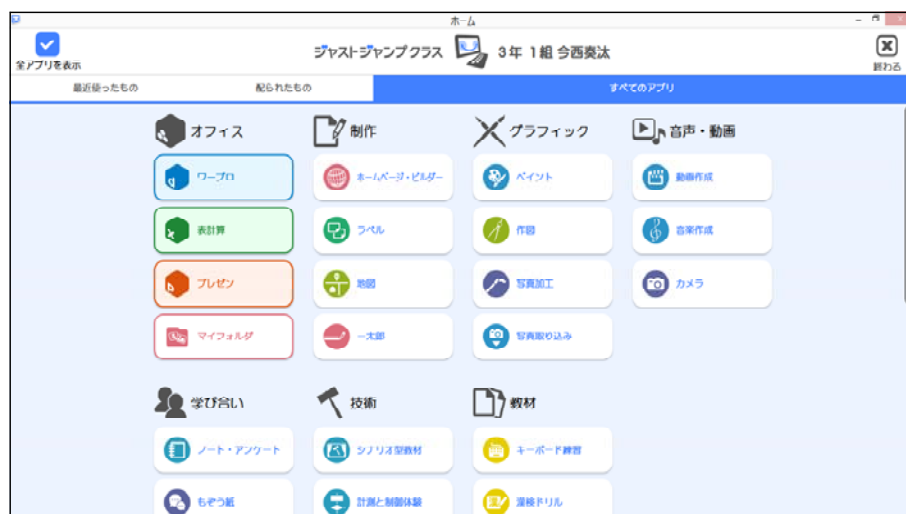 ホーム
全アプリを表示
ジャストジャンプクラス 3年 1組 今西奏汰
終わる
最近使ったもの 配られたもの すべてのアプリ
オフィス 制作 グラフィック 音声・動画
ワープロ ホームページ・ビルダー ペイント 動画作成
表計算 ラベル 作図 音楽作成
プレゼン 地図 写真加工 カメラ
マイフォルダ 一太郎 写真取り込み
学び合い 技術 教材
ノート・アンケート シナリオ型教材 キーボード練習
もぞう紙 計測と制御体験 漢検ドリル